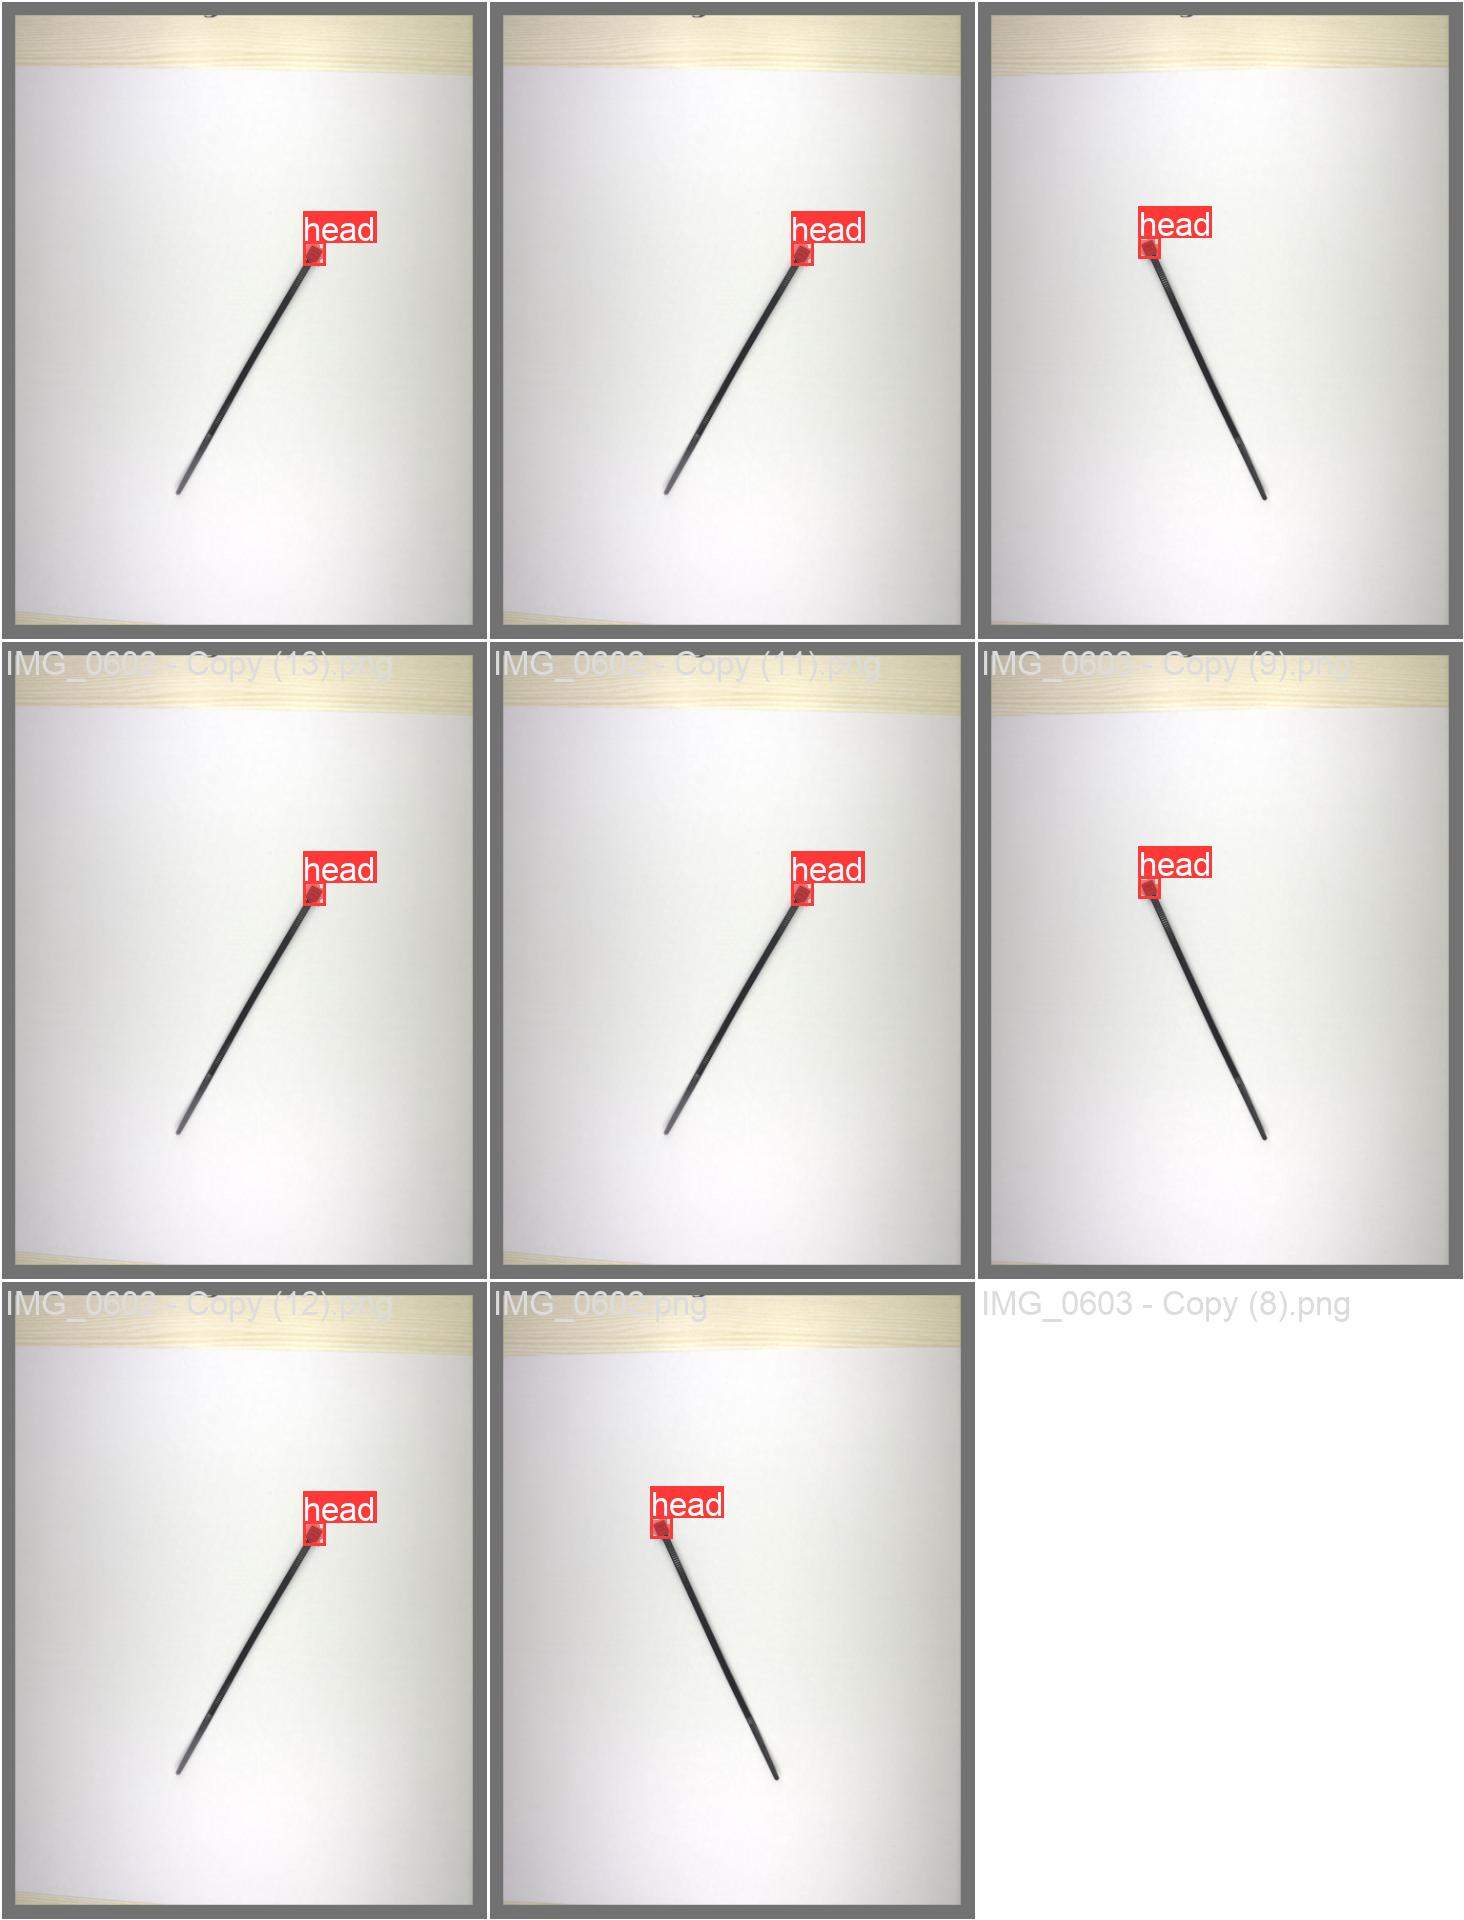 head
head
head
IMG_0602 - Copy (13).png
IMG_0602 - Copy (11).png
IMG_0603 - Copy (9).png
head
head
head
IMG_0602 - Copy (12).png
IMG_0602.png
IMG_0603 - Copy (8).png
head
head